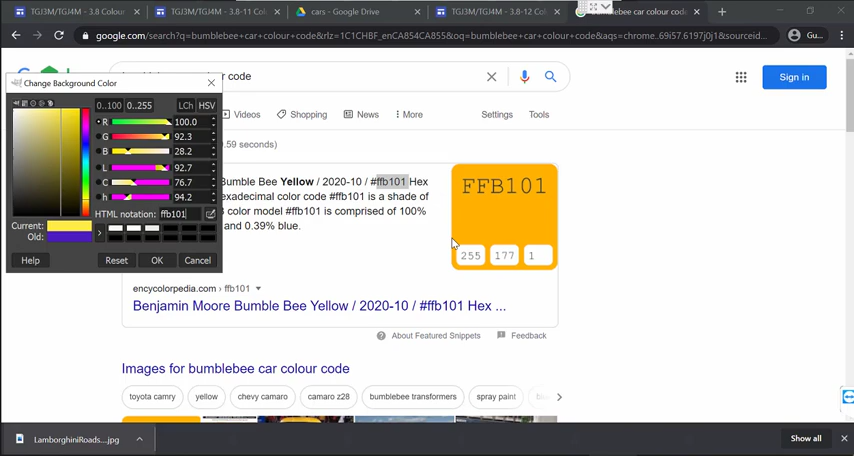 TGJ3M/TGJ4M - 3.8 Colour
TGJ3M/TGJ4M - 3.8-11 Color
cars - Google Drive
TGJ3M/TGJ4M - 3.8-12 Color
bumblebee car colour code
google.com/search?q=bumblebee+car+colour+code&rlz=1C1CHBF_enCA854CA855&oq=bumblebee+car+colour+code&aqs=chrome..69i57.6197j0j1&sourceid...
Gu...
code
Sign in
Change Background Color
0..100 0..255 LCh HSV
Videos Shopping News More Settings Tools
R 100.0
G 92.3
0.59 seconds)
B 28.2
L 92.7
C 76.7
h 94.2
HTML notation: ffb101
Current:
Old:
Help Reset OK Cancel
Bumble Bee Yellow / 2020-10 / #ffb101 Hex
exadecimal color code #ffb101 is a shade of
color model #ffb101 is comprised of 100%
and 0.39% blue.
FFB101
255 177 1
encycolorpedia.com › ffb101
Benjamin Moore Bumble Bee Yellow / 2020-10 / #ffb101 Hex ...
About Featured Snippets Feedback
Images for bumblebee car colour code
toyota camry yellow chevy camaro camaro z28 bumblebee transformers spray paint
LamborghiniRoads....jpg
Show all